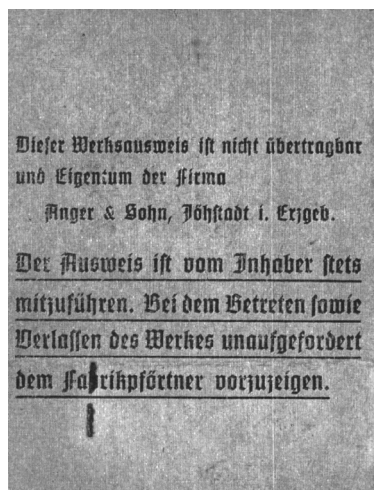 Dieser Werksausweis ist nicht übertragbar
und Eigentum der Firma
Anger & Sohn, Jöhstadt i. Erzgeb.
Der Ausweis ist vom Inhaber stets
mitzuführen. Bei dem Betreten sowie
Verlassen des Werkes unaufgefordert
dem Fabrikpförtner vorzuzeigen.